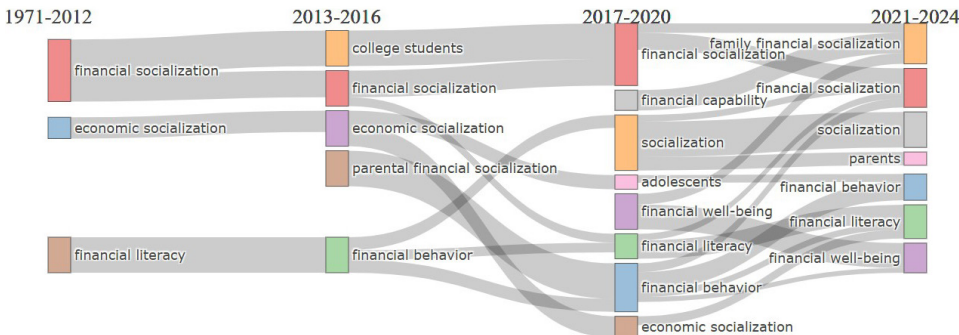 1971-2012
2013-2016
2017-2020
2021-2024
financial socialization
economic socialization
financial literacy
college students
financial socialization
economic socialization
parental financial socialization
financial behavior
financial socialization
financial capability
socialization
adolescents
financial well-being
financial literacy
financial behavior
economic socialization
family financial socialization
financial socialization
socialization
parents
financial behavior
financial literacy
financial well-being